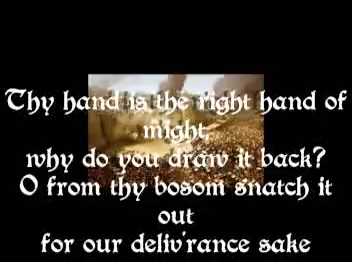 Thy hand is the right hand of
might,
why do you draw it back?
O from thy bosom snatch it
out
for our deliv'rance sake